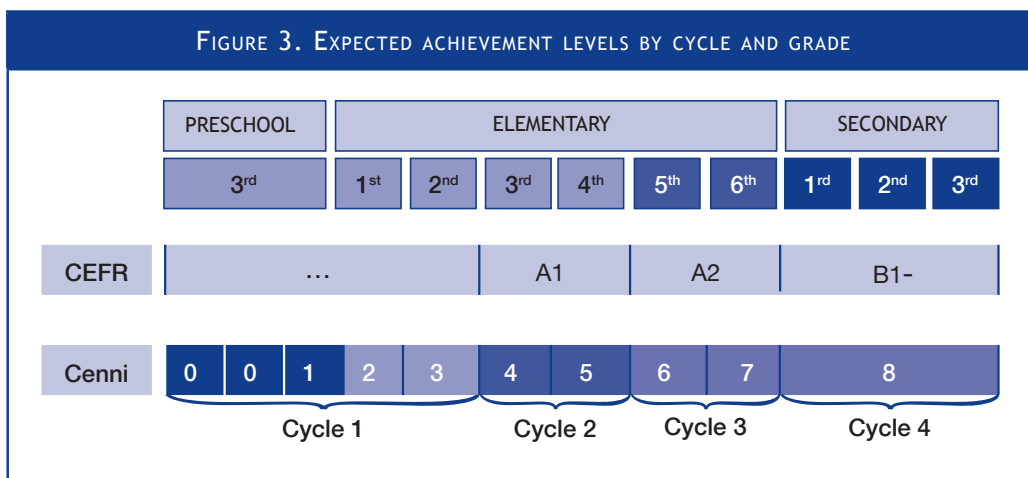 FIGURE 3. EXPECTED ACHIEVEMENT LEVELS BY CYCLE AND GRADE
PRESCHOOL ELEMENTARY SECONDARY
3rd 1st 2nd 3rd 4th 5th 6th 1rd 2nd 3rd
CEFR ... A1 A2 B1-
Cenni 0 0 1 2 3 4 5 6 7 8
Cycle 1 Cycle 2 Cycle 3 Cycle 4